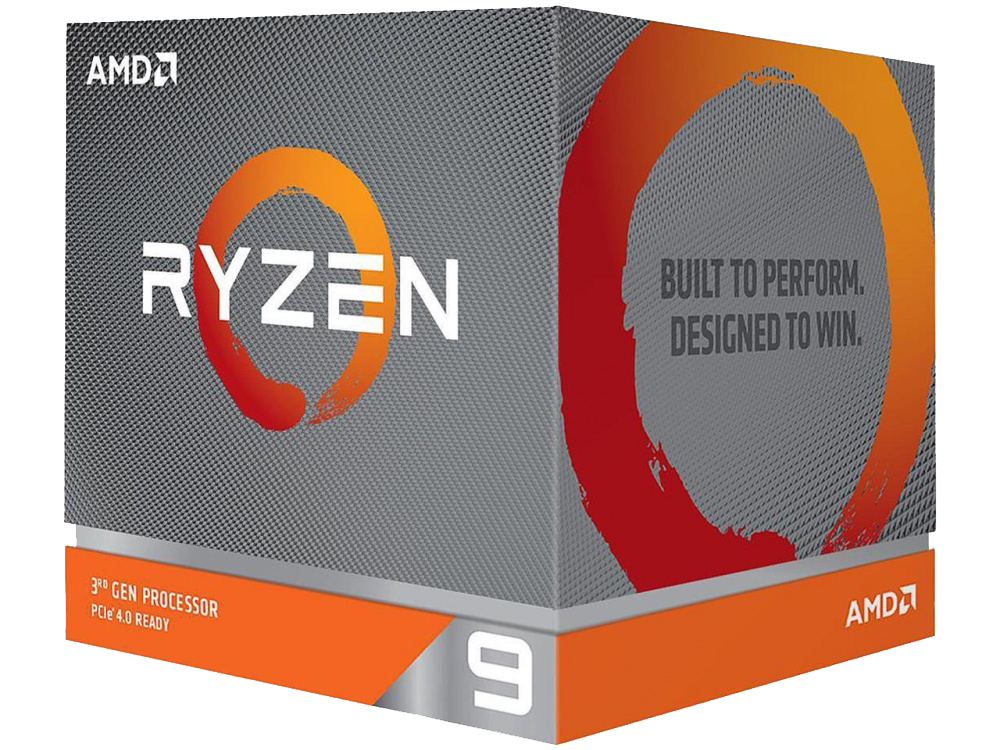 AMD
RYZEN
3RD GEN PROCESSOR
PCIe® 4.0 READY
9
BUILT TO PERFORM.
DESIGNED TO WIN.
AMD